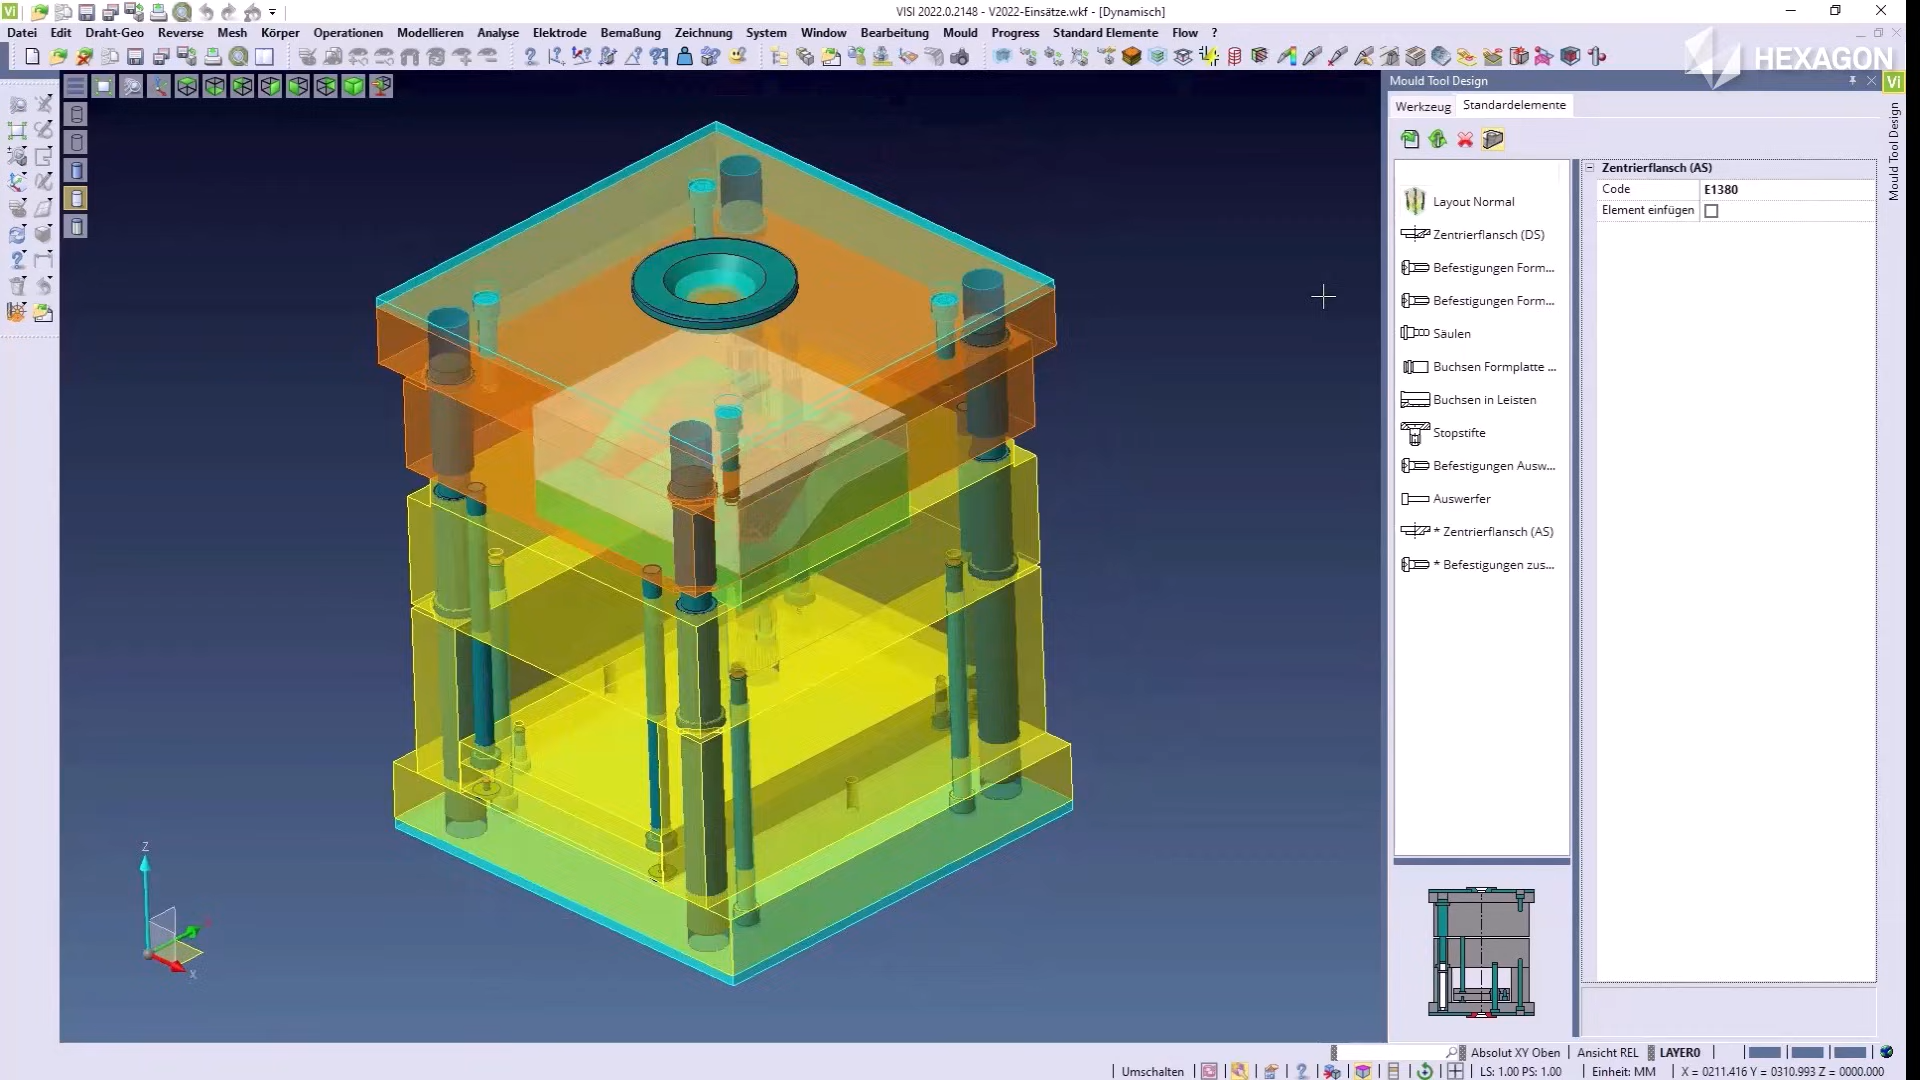 VISI 2022.0.2148 - V2022-Einsätze.wkf - [Dynamisch]
Datei Edit Draht-Geo Reverse Mesh Körper Operationen Modellieren Analyse Elektrode Bemaßung Zeichnung System Window Bearbeitung Mould Progress Standard Elemente Flow ?
HEXAGON
Mould Tool Design
Vi
Werkzeug Standardelemente
Mould Tool Design
Zentrierflansch (AS)
Code E1380
Element einfügen
Layout Normal
Zentrierflansch (DS)
Befestigungen Form...
Befestigungen Form...
Säulen
Buchsen Formplatte ...
Buchsen in Leisten
Stopstifte
Befestigungen Ausw...
Auswerfer
* Zentrierflansch (AS)
* Befestigungen zus...
Z
X
Absolut XY Oben Ansicht REL LAYER0
Umschalten LS: 1.00 PS: 1.00 Einheit: MM X = 0211.416 Y = 0310.993 Z = 0000.000